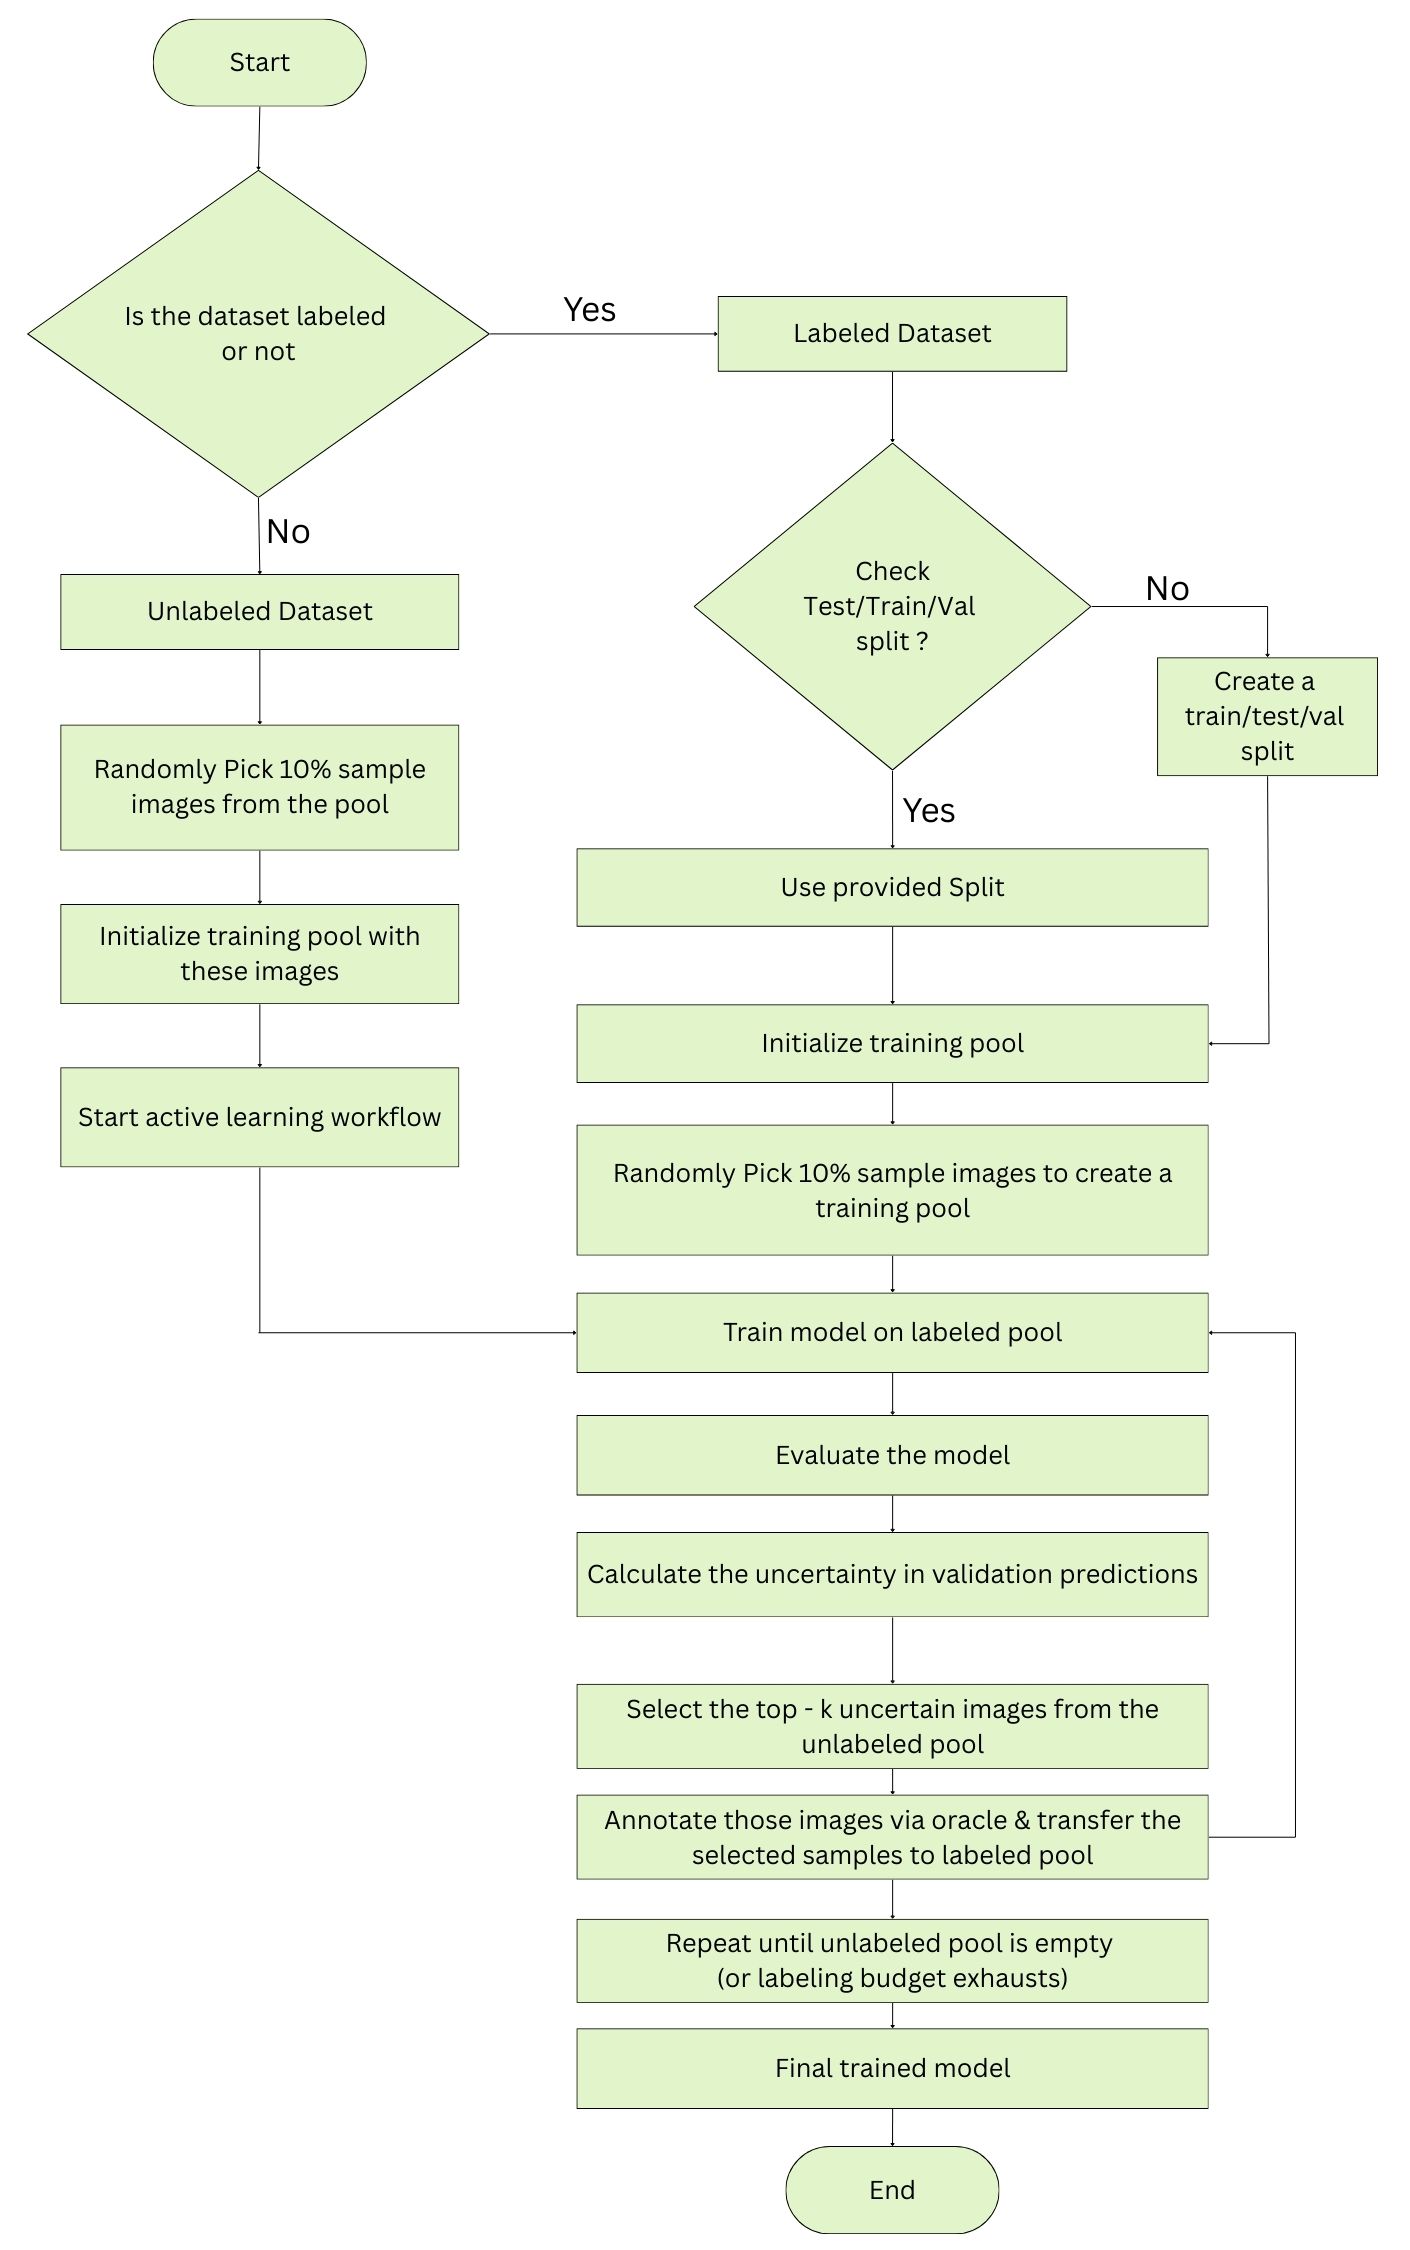 Start
Is the dataset labeled
or not
Yes
Labeled Dataset
No
Unlabeled Dataset
Randomly Pick 10% sample
images from the pool
Initialize training pool with
these images
Start active learning workflow
Check
Test/Train/Val
split ?
No
Create a
train/test/val
split
Yes
Use provided Split
Initialize training pool
Randomly Pick 10% sample images to create a
training pool
Train model on labeled pool
Evaluate the model
Calculate the uncertainty in validation predictions
Select the top - k uncertain images from the
unlabeled pool
Annotate those images via oracle & transfer the
selected samples to labeled pool
Repeat until unlabeled pool is empty
(or labeling budget exhausts)
Final trained model
End